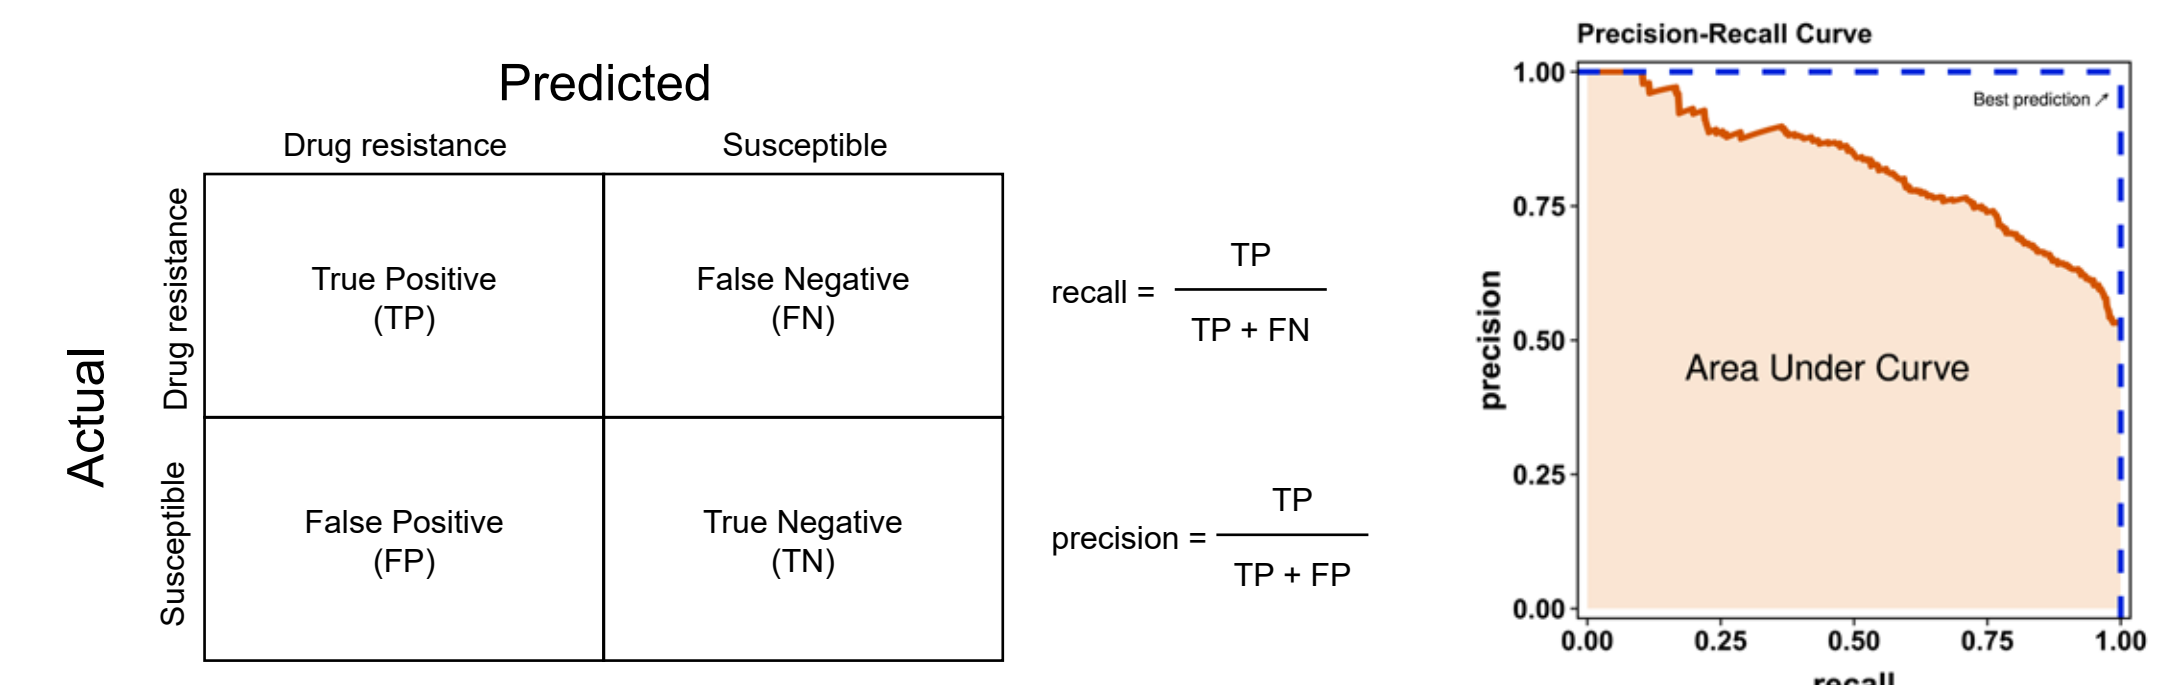 Predicted
Drug resistance
Susceptible
Actual
Drug resistance
Susceptible
True Positive
(TP)
False Negative
(FN)
False Positive
(FP)
True Negative
(TN)
recall =
TP
TP + FN
precision =
TP
TP + FP
Precision-Recall Curve
Best prediction ↗
Area Under Curve
precision
1.00
0.75
0.50
0.25
0.00
0.00 0.25 0.50 0.75 1.00
recall